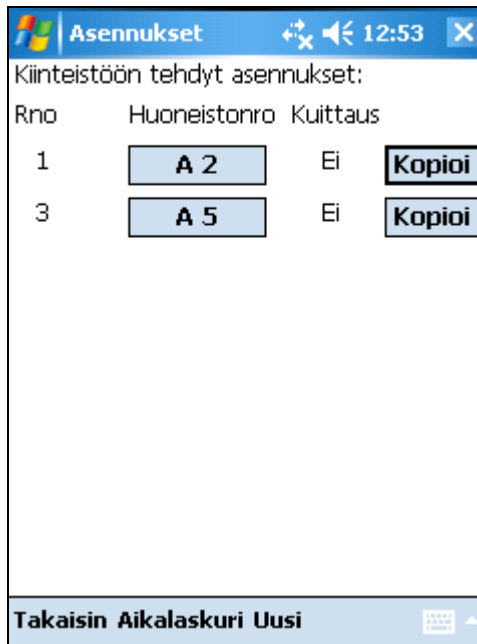 Asennukset 12:53
Kiinteistöön tehdyt asennukset:
Rno Huoneistonro Kuittaus
1 A 2 Ei Kopioi
3 A 5 Ei Kopioi
Takaisin Aikalaskuri Uusi